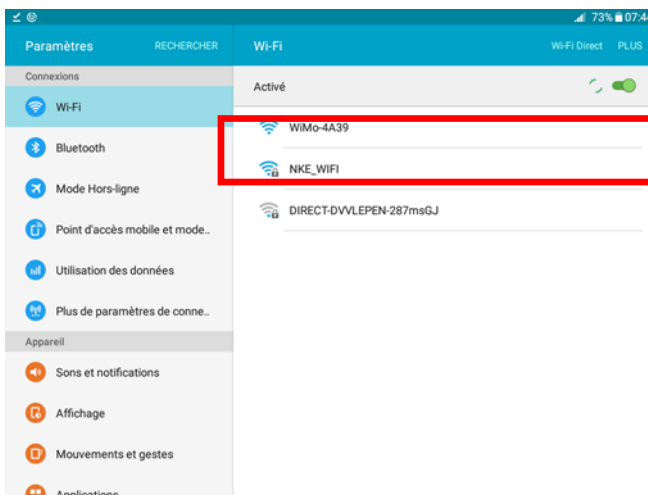 73% 07:44
Paramètres RECHERCHER
Wi-Fi Wi-Fi Direct PLUS
Connexions
Wi-Fi
Bluetooth
Mode Hors-ligne
Point d'accès mobile et mode..
Utilisation des données
Plus de paramètres de conne..
Appareil
Sons et notifications
Affichage
Mouvements et gestes
Applications
Activé
WiMo-4A39
NKE_WIFI
DIRECT-DVVLEPEN-287msGJ